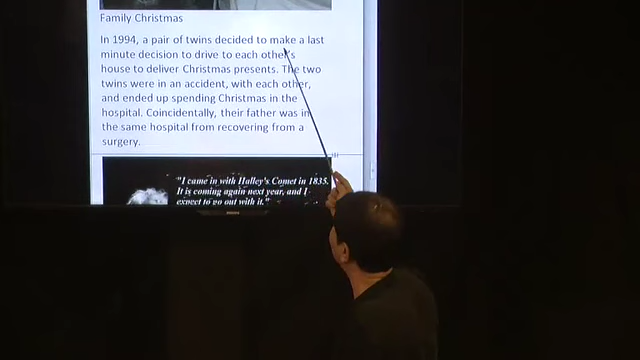 Family Christmas
In 1994, a pair of twins decided to make a last
minute decision to drive to each other's
house to deliver Christmas presents. The two
twins were in an accident, with each other,
and ended up spending Christmas in the
hospital. Coincidentally, their father was in
the same hospital from recovering from a
surgery.
"I came in with Halley's Comet in 1835.
It is coming again next year, and I
expect to go out with it."